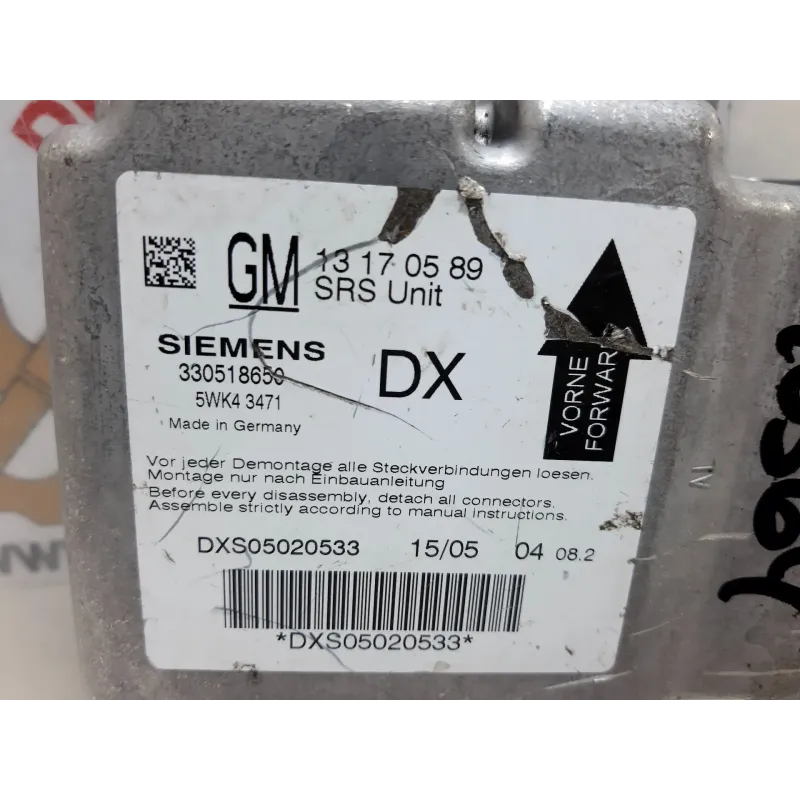 GM 13 17 05 89
SRS Unit
SIEMENS
330518650
5WK4 3471
Made in Germany
DX
VORNE
FORWARD
Vor jeder Demontage alle Steckverbindungen loesen.
Montage nur nach Einbauanleitung
Before every disassembly, detach all connectors.
Assemble strictly according to manual instructions.
DXS05020533 15/05 04 08.2
*DXS05020533*